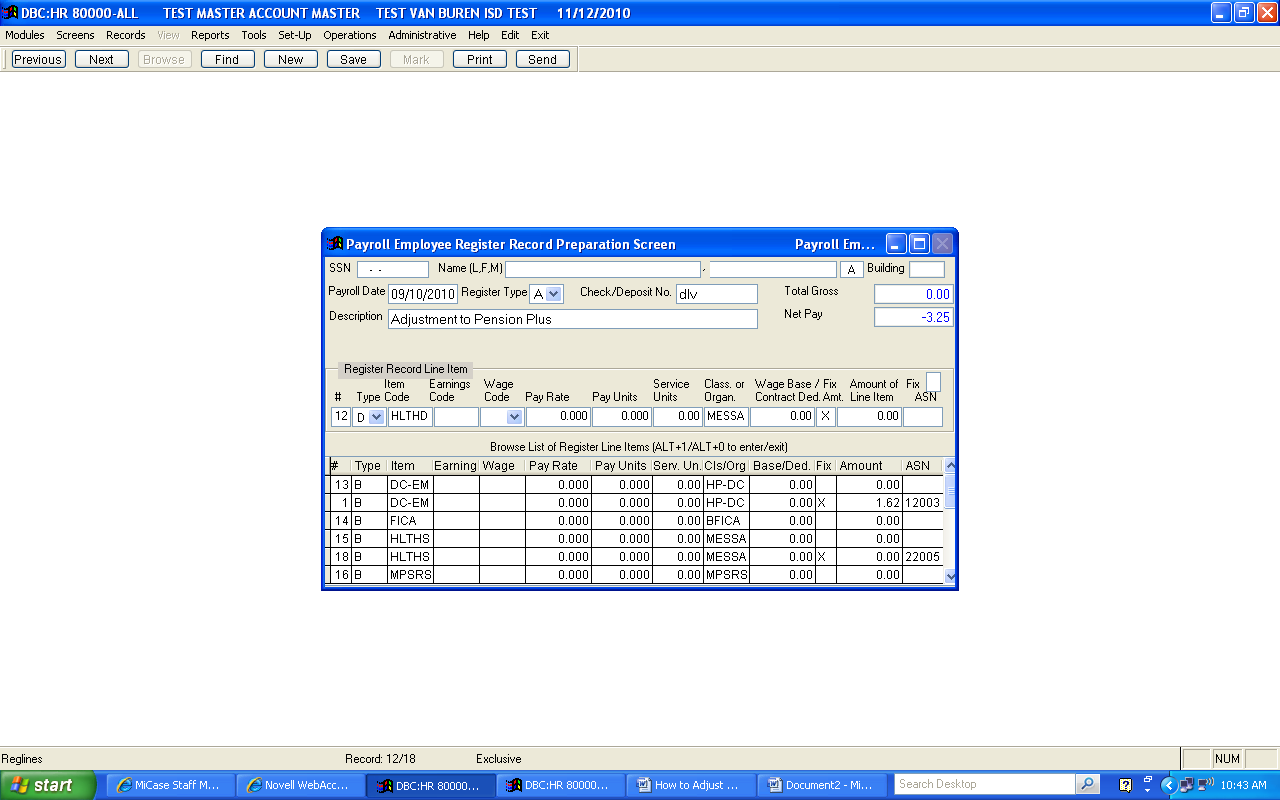 DBC:HR 80000-ALL TEST MASTER ACCOUNT MASTER TEST VAN BUREN ISD TEST 11/12/2010
Modules Screens Records View Reports Tools Set-Up Operations Administrative Help Edit Exit
Previous Next Browse Find New Save Mark Print Send
Payroll Employee Register Record Preparation Screen Payroll Em...
SSN - - Name (L,F,M) , A Building
Payroll Date 09/10/2010 Register Type A Check/Deposit No. dlv Total Gross 0.00
Description Adjustment to Pension Plus Net Pay -3.25
Register Record Line Item
Item Earnings Wage Service Class. or Wage Base / Fix Amount of Fix
# Type Code Code Code Pay Rate Pay Units Units Organ. Contract Ded. Amt. Line Item ASN
12 D HLTHD 0.000 0.000 0.00 MESSA 0.00 X 0.00
Browse List of Register Line Items (ALT+1/ALT+0 to enter/exit)
# Type Item Earning Wage Pay Rate Pay Units Serv. Un. Cls/Org Base/Ded. Fix Amount ASN
13 B DC-EM 0.000 0.000 0.00 HP-DC 0.00 0.00
1 B DC-EM 0.000 0.000 0.00 HP-DC 0.00 X 1.62 12003
14 B FICA 0.000 0.000 0.00 BFICA 0.00 0.00
15 B HLTHS 0.000 0.000 0.00 MESSA 0.00 0.00
18 B HLTHS 0.000 0.000 0.00 MESSA 0.00 X 0.00 22005
16 B MPSRS 0.000 0.000 0.00 MPSRS 0.00 0.00
Reglines Record: 12/18 Exclusive NUM
start MiCase Staff M... Novell WebAcc... DBC:HR 80000... DBC:HR 80000... How to Adjust ... Document2 - Mi... Search Desktop 10:43 AM